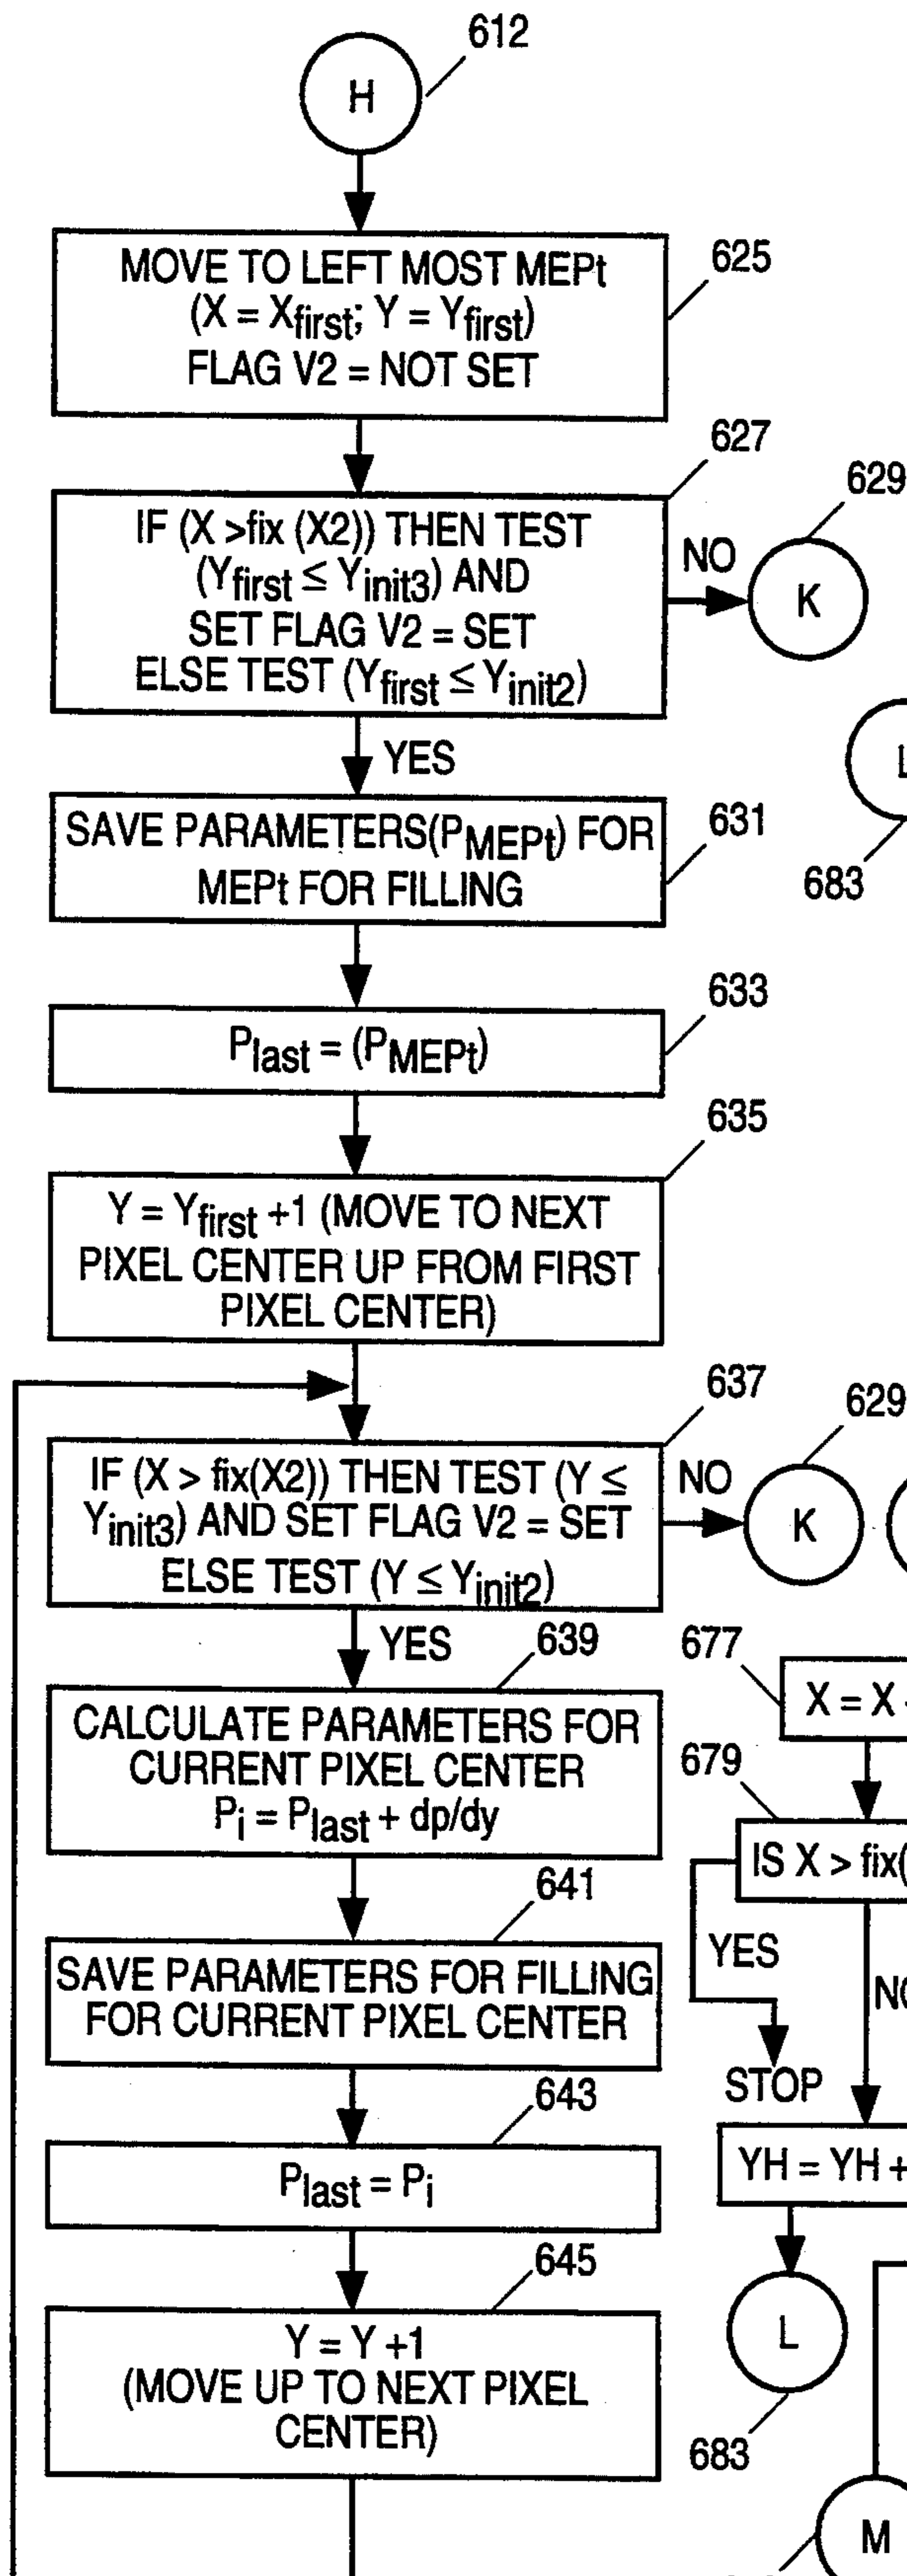 612
H
MOVE TO LEFT MOST MEPt
(X = Xfirst; Y = Yfirst)
FLAG V2 = NOT SET
625
627
IF (X >fix (X2)) THEN TEST
(Yfirst ≤ Yinit3) AND
SET FLAG V2 = SET
ELSE TEST (Yfirst ≤ Yinit2)
NO
629
K
YES
SAVE PARAMETERS(PMEPt) FOR
MEPt FOR FILLING
631
L
683
Plast = (PMEPt)
633
635
Y = Yfirst +1 (MOVE TO NEXT
PIXEL CENTER UP FROM FIRST
PIXEL CENTER)
637
IF (X > fix(X2)) THEN TEST (Y ≤
Yinit3) AND SET FLAG V2 = SET
ELSE TEST (Y ≤ Yinit2)
NO
629
K
YES
639
CALCULATE PARAMETERS FOR
CURRENT PIXEL CENTER
Pi = Plast + dp/dy
641
SAVE PARAMETERS FOR FILLING
FOR CURRENT PIXEL CENTER
643
Plast = Pi
645
Y = Y +1
(MOVE UP TO NEXT PIXEL
CENTER)
677
X = X
679
IS X > fix(
YES
NO
STOP
YH = YH +
L
683
M